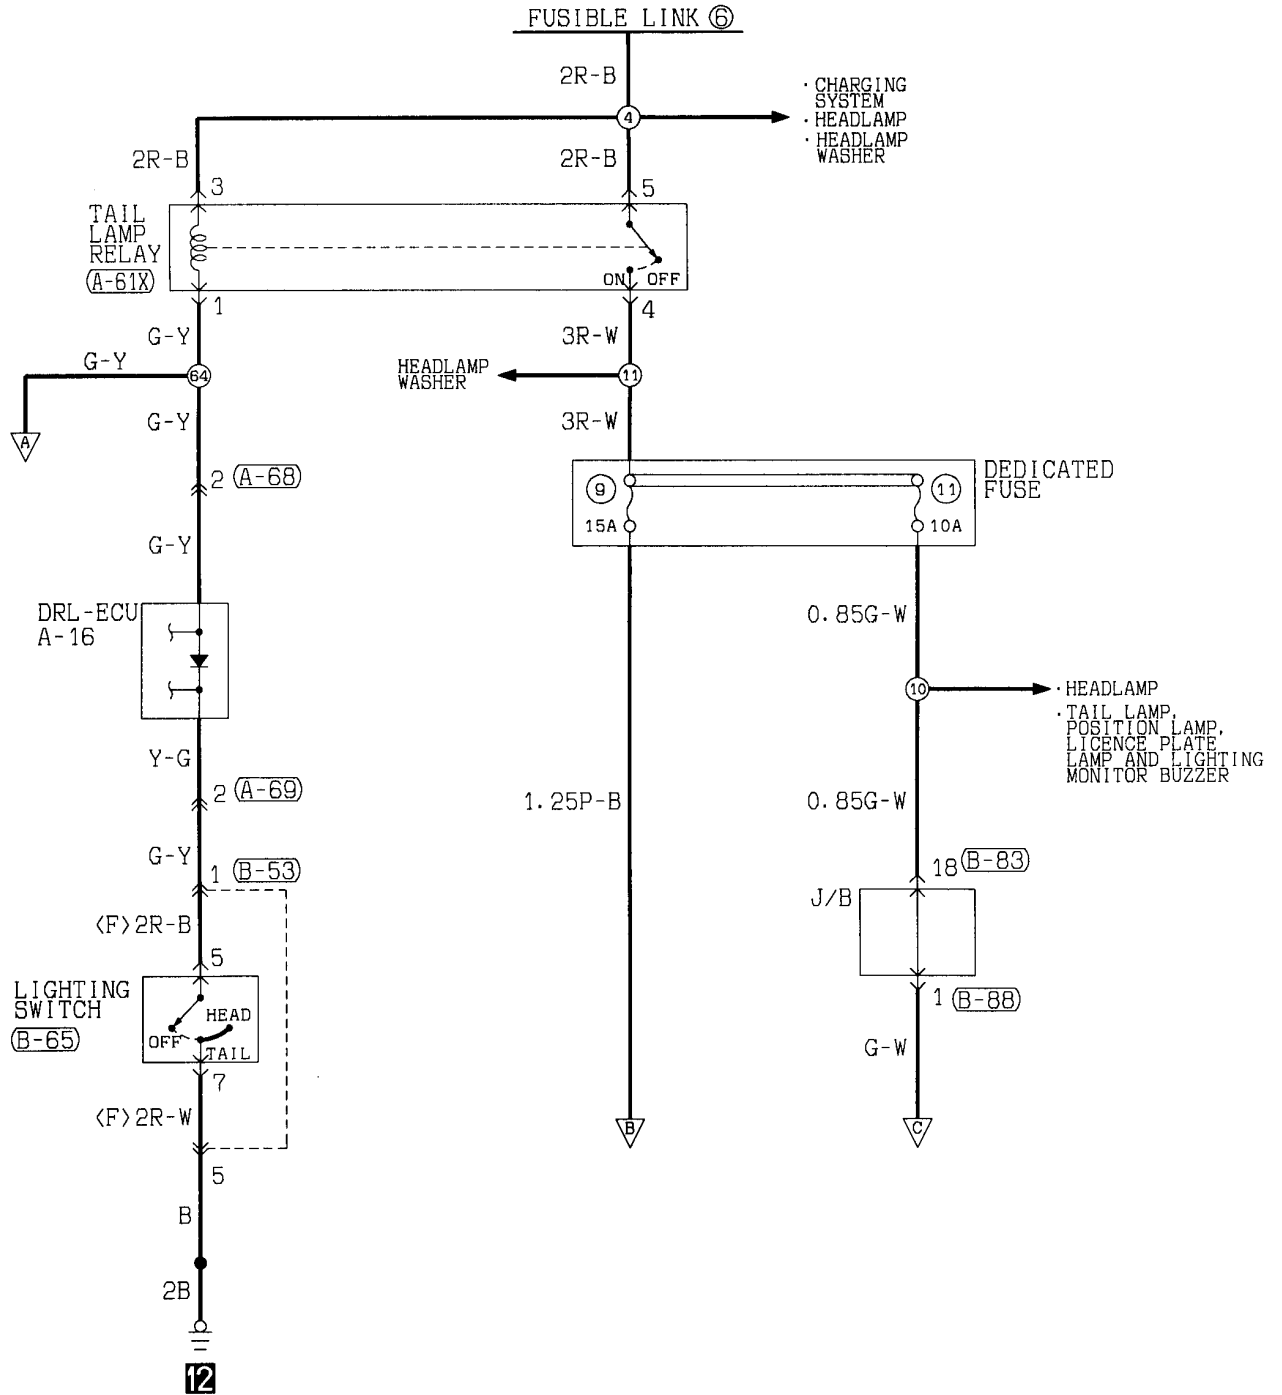 FUSIBLE LINK ⑥
2R-B
· CHARGING
SYSTEM
· HEADLAMP
· HEADLAMP
WASHER
4
2R-B
2R-B
3
5
TAIL
LAMP
RELAY
A-61X
ON
OFF
1
4
G-Y
3R-W
G-Y
64
HEADLAMP
WASHER
11
A
G-Y
3R-W
2
A-68
DEDICATED
FUSE
9
11
15A
10A
G-Y
DRL-ECU
A-16
0.85G-W
10
· HEADLAMP
· TAIL LAMP,
POSITION LAMP,
LICENCE PLATE
LAMP AND LIGHTING
MONITOR BUZZER
Y-G
2
A-69
1.25P-B
0.85G-W
G-Y
1
B-53
18
B-83
J/B
<F>2R-B
5
LIGHTING
SWITCH
B-65
HEAD
OFF
TAIL
1
B-88
G-W
7
<F>2R-W
B
C
5
B
2B
12